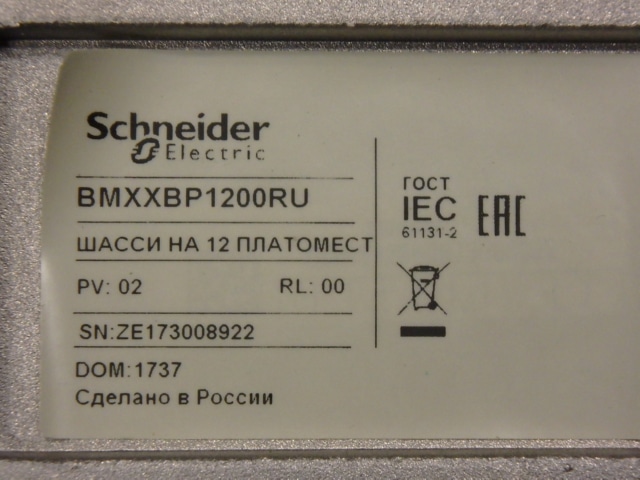 Schneider
Electric
BMXXBP1200RU
ШАССИ НА 12 ПЛАТОМЕСТ
PV: 02 RL: 00
SN:ZE173008922
DOM:1737
Сделано в России
ГОСТ
IEC
61131-2
EAC